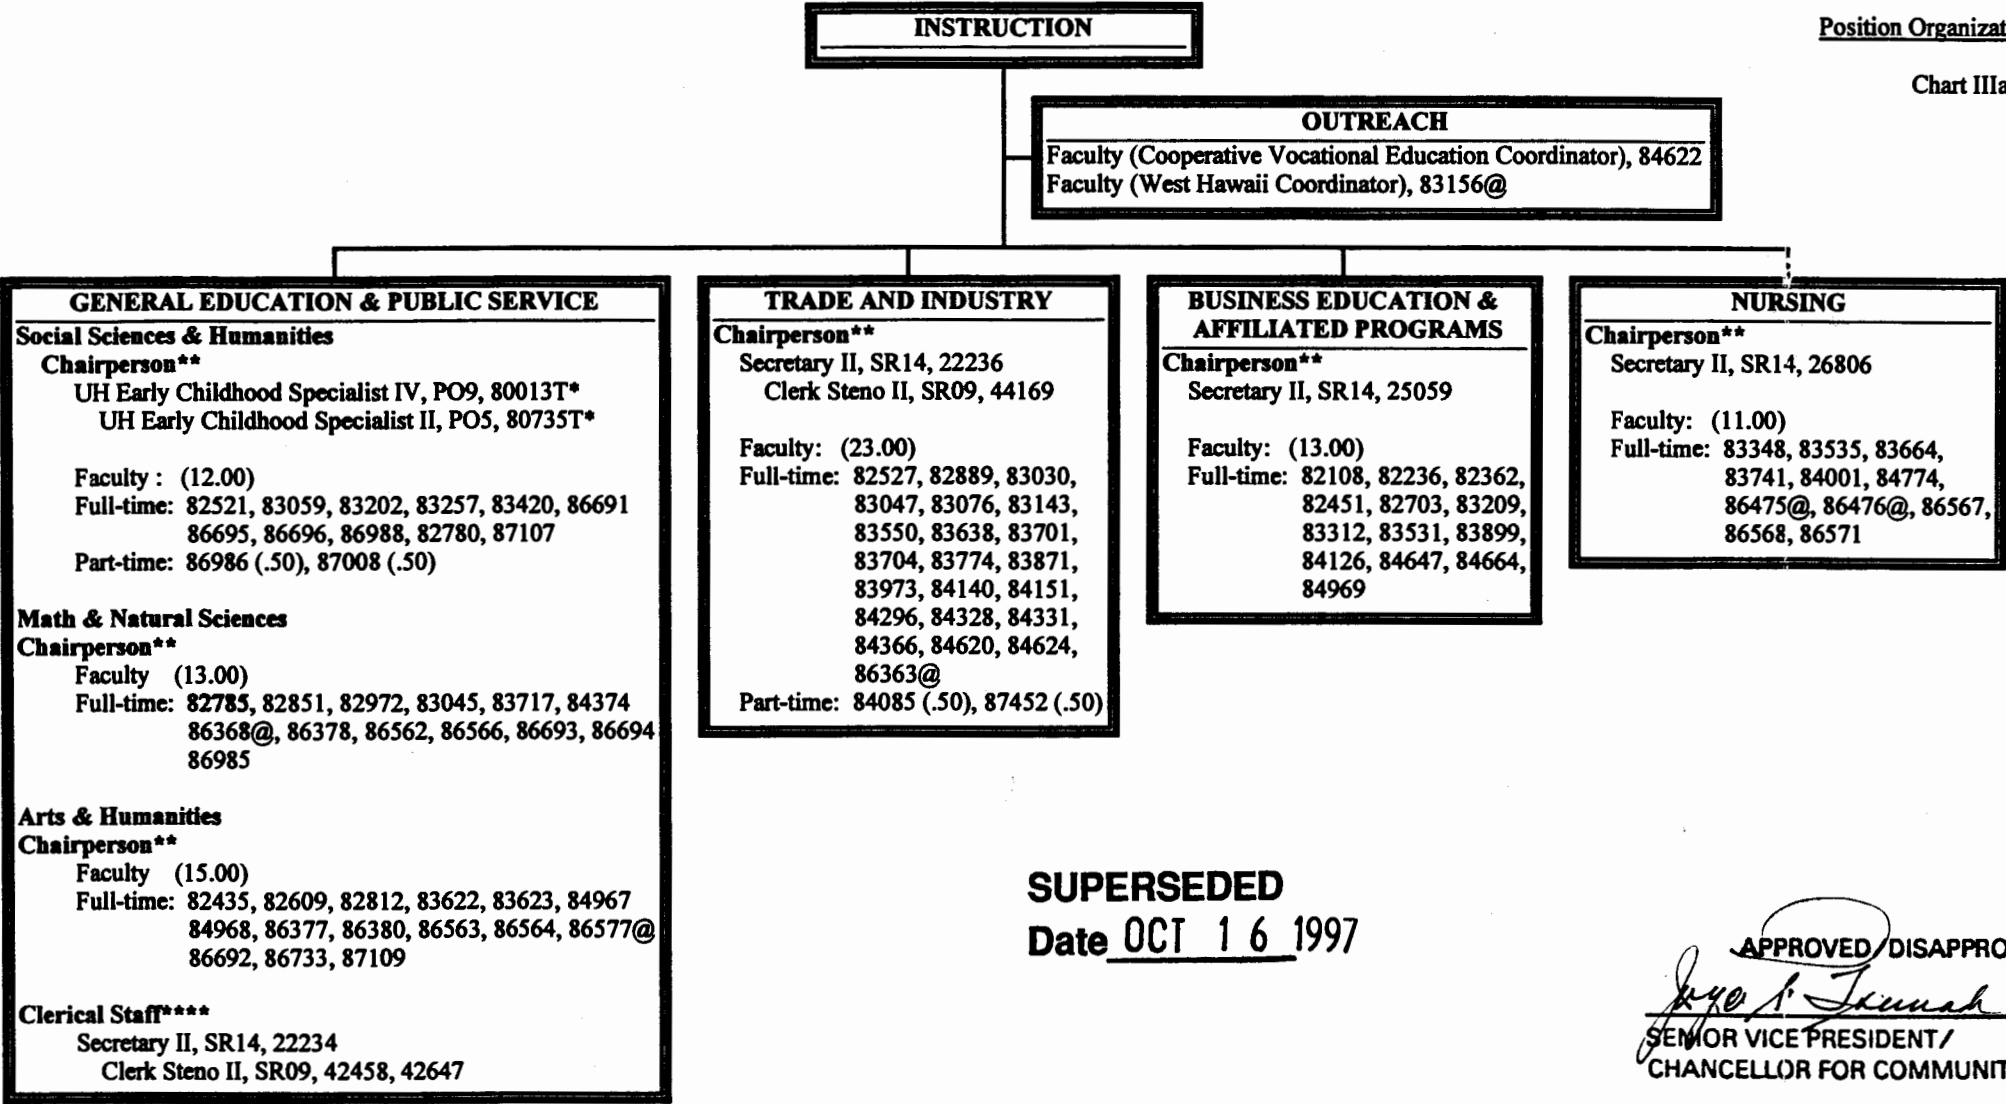 INSTRUCTION
Position Organizat
Chart IIIa
OUTREACH
Faculty (Cooperative Vocational Education Coordinator), 84622
Faculty (West Hawaii Coordinator), 83156@
GENERAL EDUCATION & PUBLIC SERVICE
Social Sciences & Humanities
Chairperson**
UH Early Childhood Specialist IV, PO9, 80013T*
UH Early Childhood Specialist II, PO5, 80735T*
Faculty : (12.00)
Full-time: 82521, 83059, 83202, 83257, 83420, 86691
86695, 86696, 86988, 82780, 87107
Part-time: 86986 (.50), 87008 (.50)
Math & Natural Sciences
Chairperson**
Faculty (13.00)
Full-time: 82785, 82851, 82972, 83045, 83717, 84374
86368@, 86378, 86562, 86566, 86693, 86694
86985
Arts & Humanities
Chairperson**
Faculty (15.00)
Full-time: 82435, 82609, 82812, 83622, 83623, 84967
84968, 86377, 86380, 86563, 86564, 86577@
86692, 86733, 87109
Clerical Staff****
Secretary II, SR14, 22234
Clerk Steno II, SR09, 42458, 42647
TRADE AND INDUSTRY
Chairperson**
Secretary II, SR14, 22236
Clerk Steno II, SR09, 44169
Faculty: (23.00)
Full-time: 82527, 82889, 83030,
83047, 83076, 83143,
83550, 83638, 83701,
83704, 83774, 83871,
83973, 84140, 84151,
84296, 84328, 84331,
84366, 84620, 84624,
86363@
Part-time: 84085 (.50), 87452 (.50)
BUSINESS EDUCATION &
AFFILIATED PROGRAMS
Chairperson**
Secretary II, SR14, 25059
Faculty: (13.00)
Full-time: 82108, 82236, 82362,
82451, 82703, 83209,
83312, 83531, 83899,
84126, 84647, 84664,
84969
NURSING
Chairperson**
Secretary II, SR14, 26806
Faculty: (11.00)
Full-time: 83348, 83535, 83664,
83741, 84001, 84774,
86475@, 86476@, 86567,
86568, 86571
SUPERSEDED
Date OCT 16 1997
APPROVED/DISAPPRO
SENIOR VICE PRESIDENT/
CHANCELLOR FOR COMMUNIT